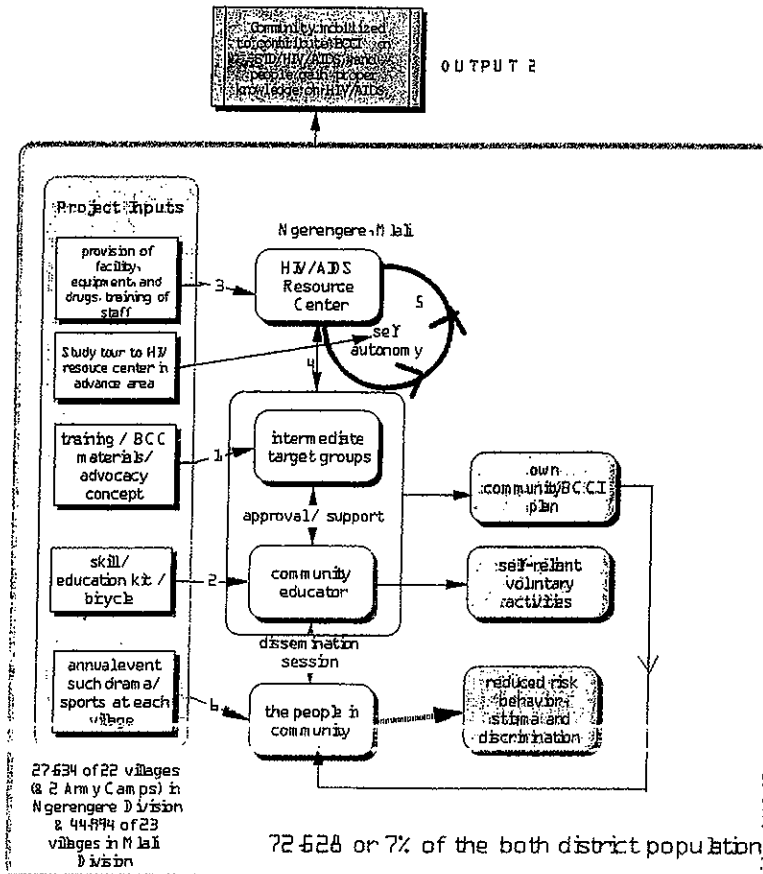 Community mobilized
to contribute BCCI on
STD/HIV/AIDS, and
people gain proper
knowledge on HIV/AIDS.
OUTPUT 2
Project Inputs
provision of
facility,
equipment, and
drugs, training of
staff
3
Ngerengere, Mlali
HIV/AIDS
Resource
Center
5
self
autonomy
Study tour to HIV
resouce center in
advance area
4
training / BCC
materials/
advocacy
concept
1
intermediate
target groups
approval/ support
own
community/BCCI
plan
skill/
education kit /
bicycle
2
community
educator
self-reliant
voluntary
activities
dissemination
session
annual event
such drama/
sports at each
village
6
the people in
community
reduced risk
behavior,
stigma and
discrimination
of 22 villages
(& 2 Army Camps) in
Ngerengere Division
& of 23
villages in Mlali
Division
or 7% of the both district population